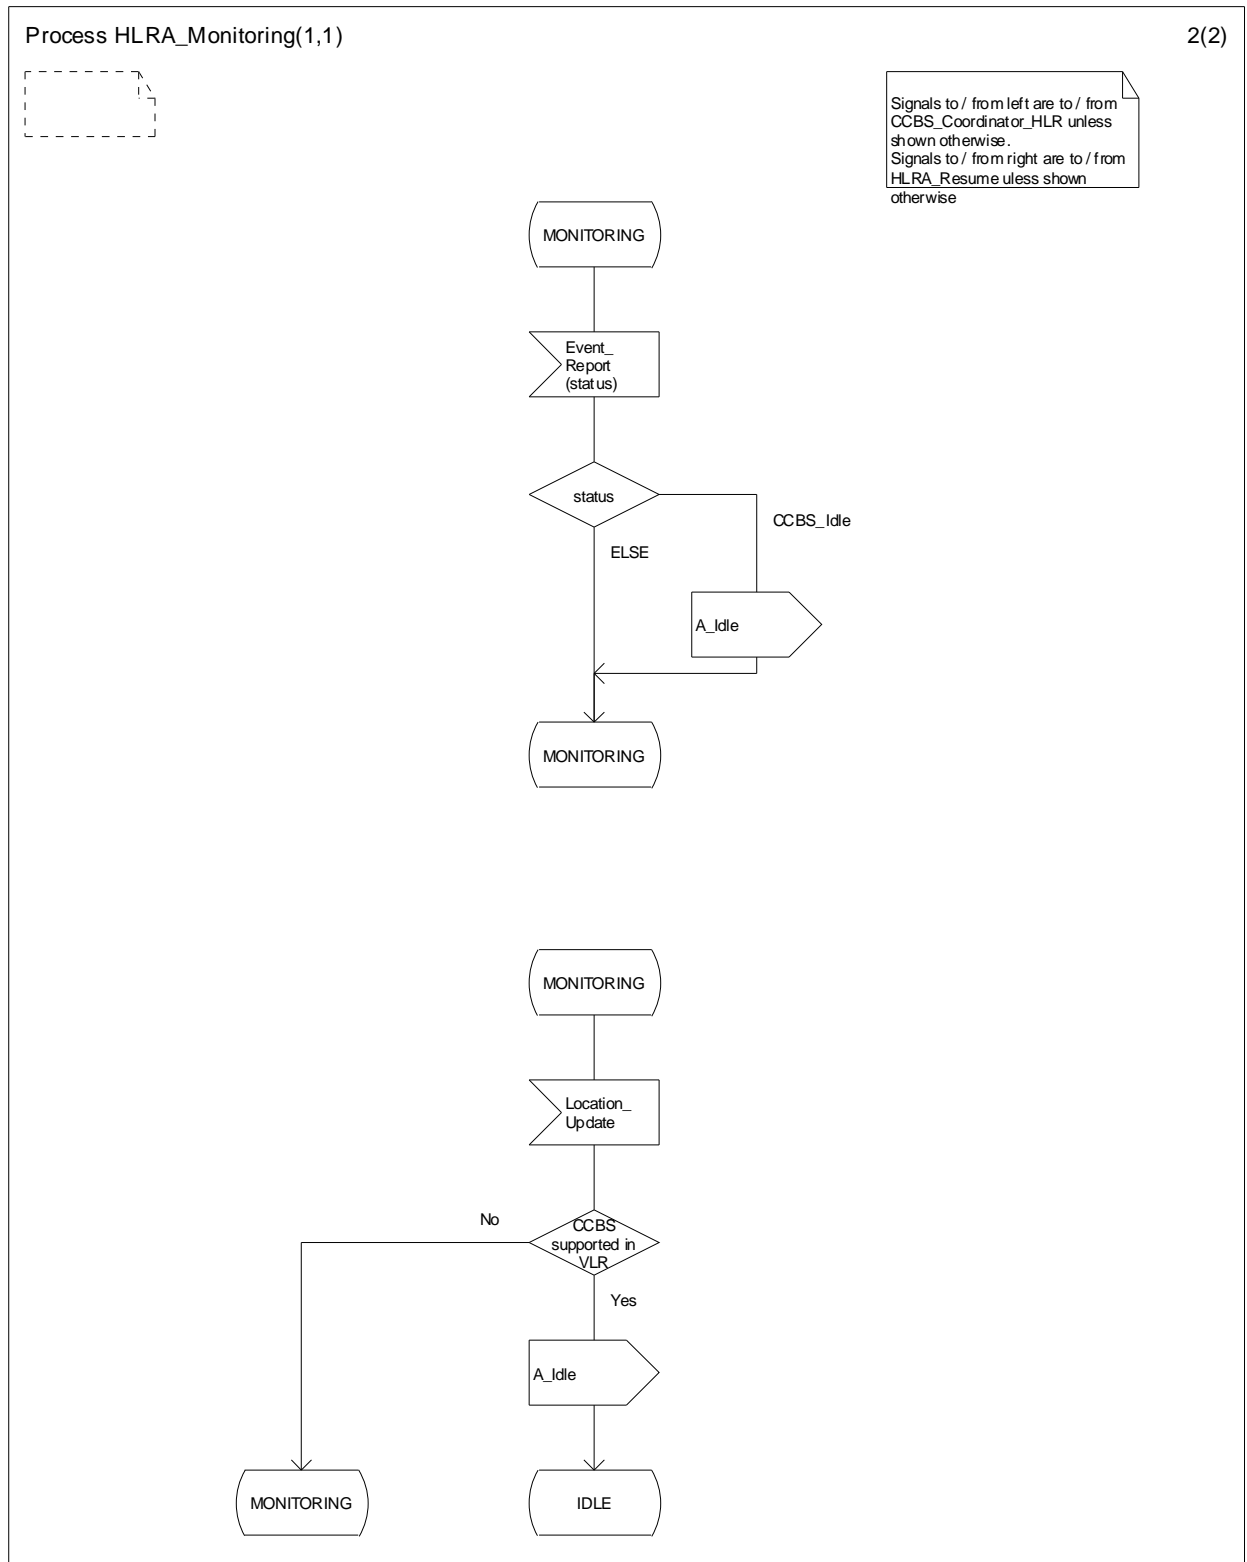 Process HLRA_Monitoring(1,1)
2(2)
Signals to / from left are to / from
CCBS_Coordinator_HLR unless
shown otherwise.
Signals to / from right are to / from
HLRA_Resume uless shown
otherwise
MONITORING
Event_
Report
(status)
status
CCBS_Idle
ELSE
A_Idle
MONITORING
MONITORING
Location_
Update
No
CCBS
supported in
VLR
Yes
A_Idle
MONITORING
IDLE